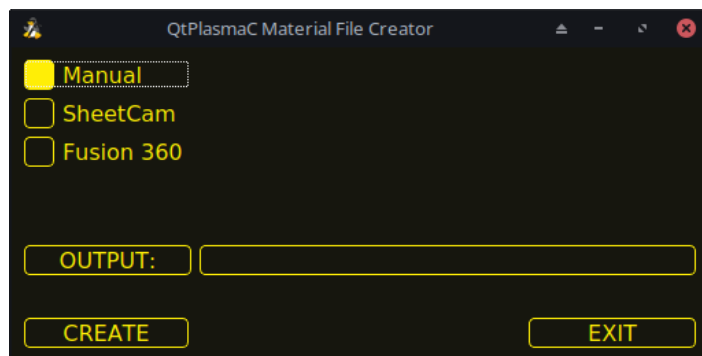 QtPlasmaC Material File Creator
Manual
SheetCam
Fusion 360
OUTPUT:
CREATE EXIT